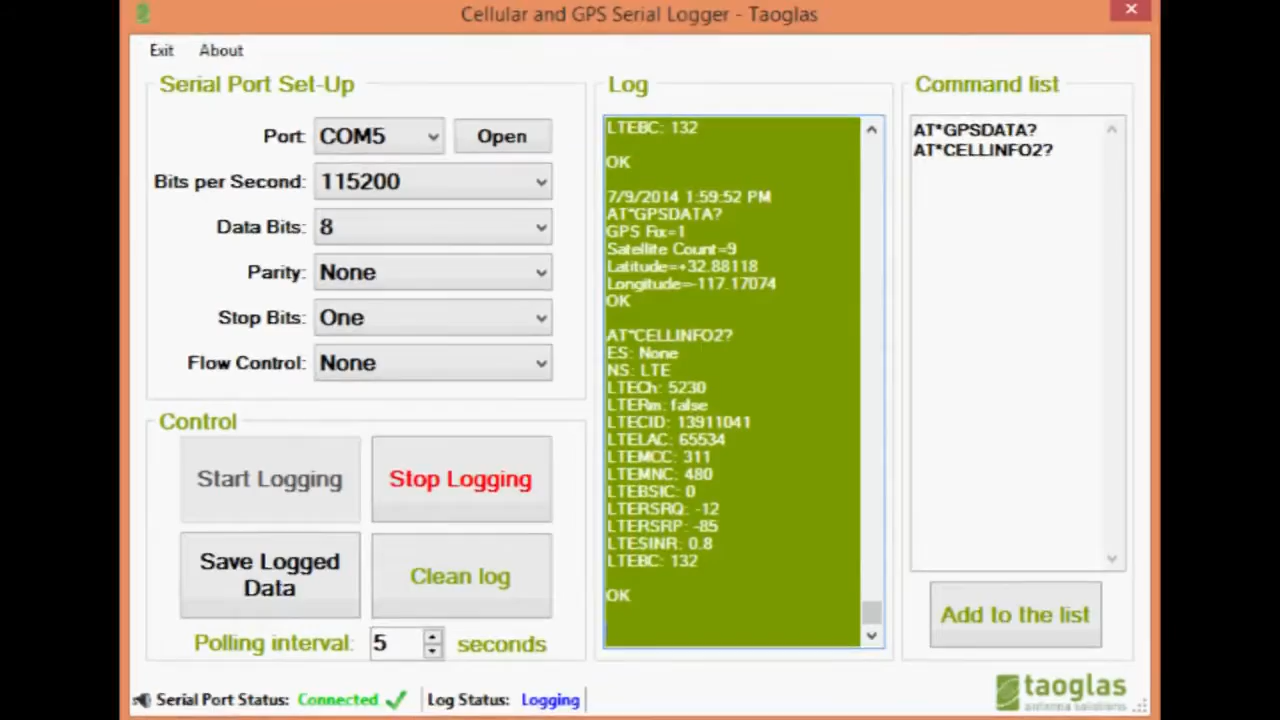 Cellular and GPS Serial Logger - Taoglas
Exit About
Serial Port Set-Up
Port: COM5 Open
Bits per Second: 115200
Data Bits: 8
Parity: None
Stop Bits: One
Flow Control: None
Control
Start Logging Stop Logging
Save Logged
Data
Clean log
Polling interval: 5 seconds
Log
LTEBC: 132
OK
7/9/2014 1:59:52 PM
AT*GPSDATA?
GPS Fix=1
Satellite Count=9
Latitude=+32.88118
Longitude=-117.17074
OK
AT*CELLINFO2?
ES: None
NS: LTE
LTECh: 5230
LTERm: false
LTECID: 13911041
LTELAC: 65534
LTEMCC: 311
LTEMNC: 480
LTEBSIC: 0
LTERSRQ: -12
LTERSRP: -85
LTESINR: 0.8
LTEBC: 132
OK
Command list
AT*GPSDATA?
AT*CELLINFO2?
Add to the list
Serial Port Status: Connected Log Status: Logging
taoglas
antenna solutions